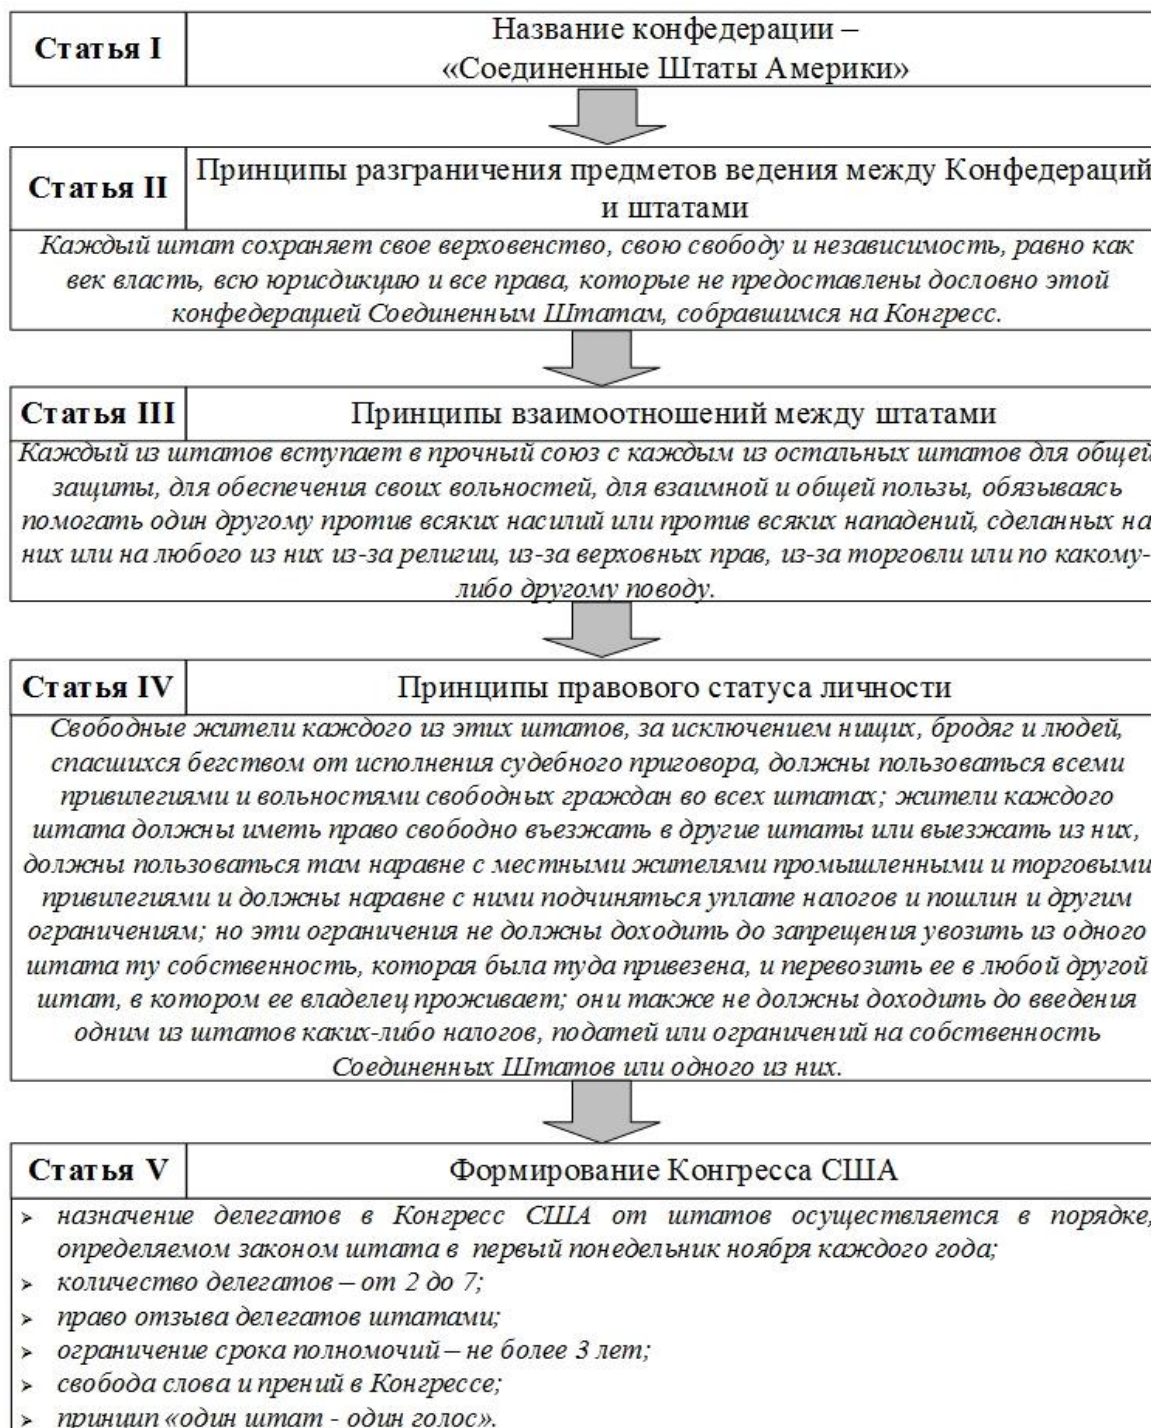 Статья I
Название конфедерации –
«Соединенные Штаты Америки»
Статья II
Принципы разграничения предметов ведения между Конфедераций
и штатами
Каждый штат сохраняет свое верховенство, свою свободу и независимость, равно как
век власть, всю юрисдикцию и все права, которые не предоставлены дословно этой
конфедерацией Соединенным Штатам, собравшимся на Конгресс.
Статья III
Принципы взаимоотношений между штатами
Каждый из штатов вступает в прочный союз с каждым из остальных штатов для общей
защиты, для обеспечения своих вольностей, для взаимной и общей пользы, обязываясь
помогать один другому против всяких насилий или против всяких нападений, сделанных на
них или на любого из них из-за религии, из-за верховных прав, из-за торговли или по какому-
либо другому поводу.
Статья IV
Принципы правового статуса личности
Свободные жители каждого из этих штатов, за исключением нищих, бродяг и людей,
спасшихся бегством от исполнения судебного приговора, должны пользоваться всеми
привилегиями и вольностями свободных граждан во всех штатах; жители каждого
штата должны иметь право свободно въезжать в другие штаты или выезжать из них,
должны пользоваться там наравне с местными жителями промышленными и торговыми
привилегиями и должны наравне с ними подчиняться уплате налогов и пошлин и другим
ограничениям; но эти ограничения не должны доходить до запрещения увозить из одного
штата ту собственность, которая была туда привезена, и перевозить ее в любой другой
штат, в котором ее владелец проживает; они также не должны доходить до введения
одним из штатов каких-либо налогов, податей или ограничений на собственность
Соединенных Штатов или одного из них.
Статья V
Формирование Конгресса США
➢ назначение делегатов в Конгресс США от штатов осуществляется в порядке,
определяемом законом штата в первый понедельник ноября каждого года;
➢ количество делегатов – от 2 до 7;
➢ право отзыва делегатов штатами;
➢ ограничение срока полномочий – не более 3 лет;
➢ свобода слова и прений в Конгрессе;
➢ принцип «один штат - один голос».